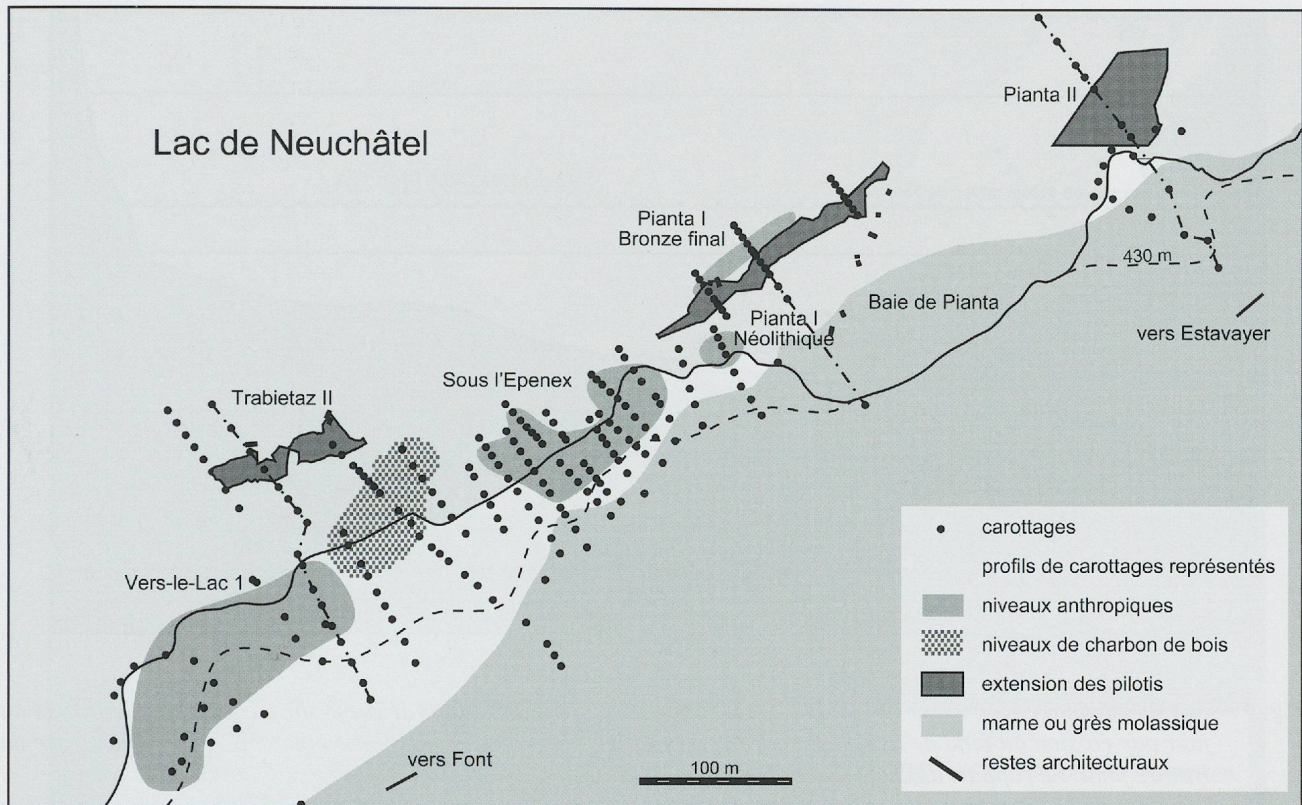 Lac de Neuchâtel
Pianta II
Pianta I
Bronze final
430 m
Baie de Pianta
Pianta I
Néolithique
vers Estavayer
Sous l'Epenex
Trabietaz II
Vers-le-Lac 1
vers Font
100 m
carottages
profils de carottages représentés
niveaux anthropiques
niveaux de charbon de bois
extension des pilotis
marne ou grès molassique
restes architecturaux